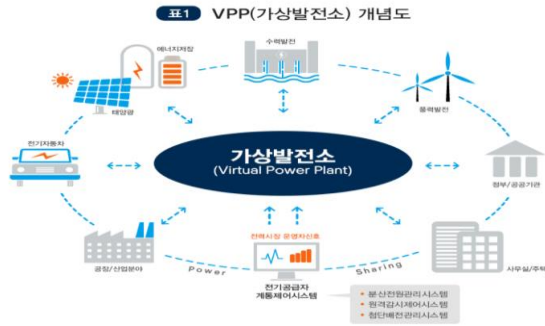 표1 VPP(가상발전소) 개념도
에너지저장
수력발전
태양광
풍력발전
전기자동차
가상발전소
(Virtual Power Plant)
정부/공공기관
공장/산업분야
전력시장·운영자신호
Power
Sharing
전기공급자
계통제어시스템
사무실/주택
분산전원관리시스템
원격감시제어시스템
첨단배전관리시스템